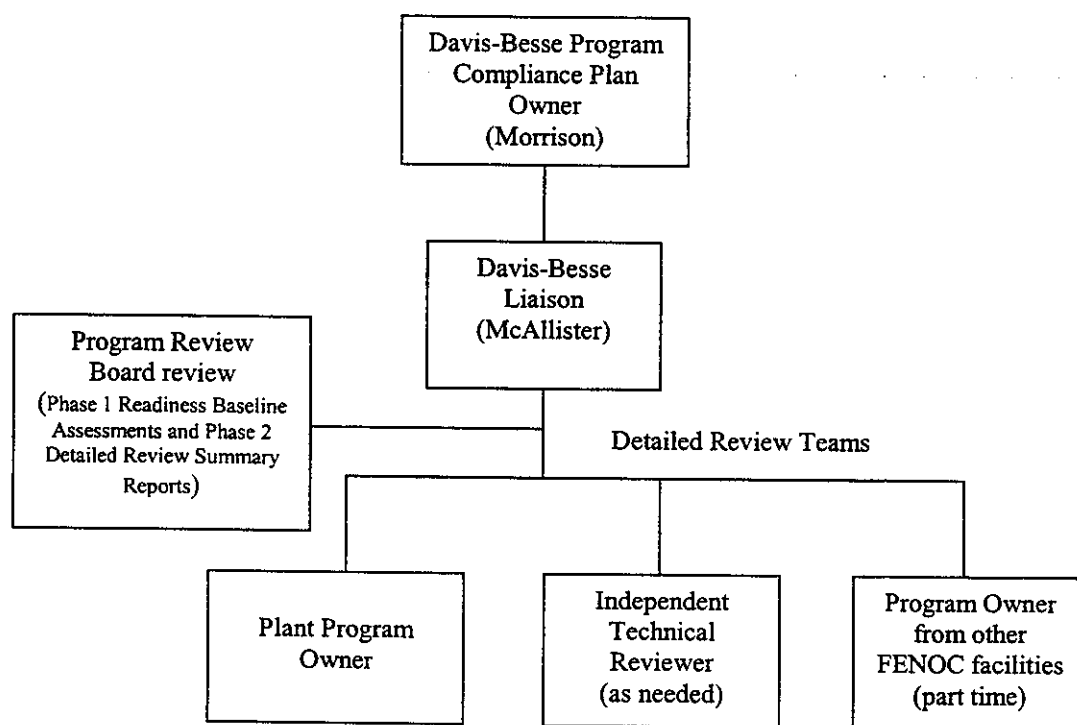 Davis-Besse Program
Compliance Plan
Owner
(Morrison)
Davis-Besse
Liaison
(McAllister)
Program Review
Board review
(Phase 1 Readiness Baseline
Assessments and Phase 2
Detailed Review Summary
Reports)
Detailed Review Teams
Plant Program
Owner
Independent
Technical
Reviewer
(as needed)
Program Owner
from other
FENOC facilities
(part time)